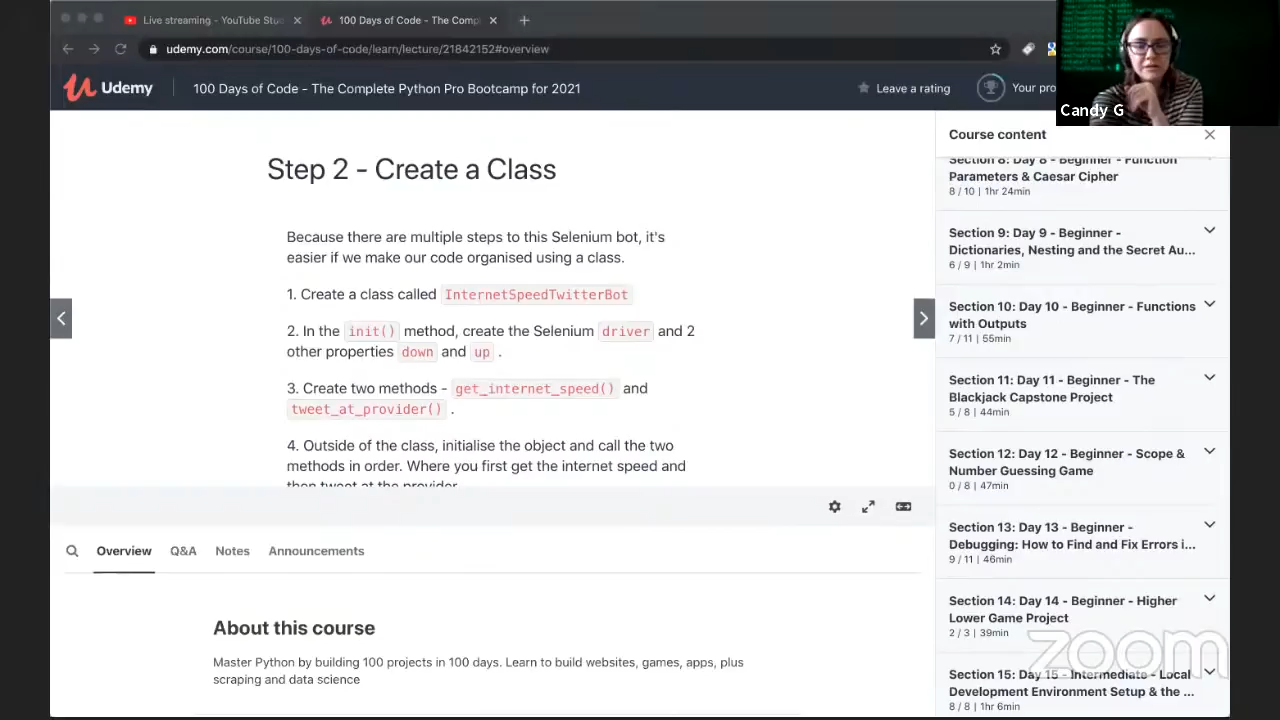 Live streaming - YouTube Stu
100 Days of Code - The Compl
udemy.com/course/100-days-of-code/learn/lecture/21842152#overview
Udemy
100 Days of Code - The Complete Python Pro Bootcamp for 2021
Leave a rating
Your pro
Candy G
Step 2 - Create a Class
Because there are multiple steps to this Selenium bot, it's
easier if we make our code organised using a class.
1. Create a class called InternetSpeedTwitterBot
2. In the init() method, create the Selenium driver and 2
other properties down and up .
3. Create two methods - get_internet_speed() and
tweet_at_provider() .
4. Outside of the class, initialise the object and call the two
methods in order. Where you first get the internet speed and
then tweet at the provider.
Overview
Q&A
Notes
Announcements
About this course
Master Python by building 100 projects in 100 days. Learn to build websites, games, apps, plus
scraping and data science
Course content
Section 8: Day 8 - Beginner - Function
Parameters & Caesar Cipher
8 / 10 | 1hr 24min
Section 9: Day 9 - Beginner -
Dictionaries, Nesting and the Secret Au...
6 / 9 | 1hr 2min
Section 10: Day 10 - Beginner - Functions
with Outputs
7 / 11 | 55min
Section 11: Day 11 - Beginner - The
Blackjack Capstone Project
5 / 8 | 44min
Section 12: Day 12 - Beginner - Scope &
Number Guessing Game
0 / 8 | 47min
Section 13: Day 13 - Beginner -
Debugging: How to Find and Fix Errors i...
9 / 11 | 46min
Section 14: Day 14 - Beginner - Higher
Lower Game Project
2 / 3 | 39min
Section 15: Day 15 - Intermediate - Local
Development Environment Setup & the ...
8 / 8 | 1hr 6min
zoom